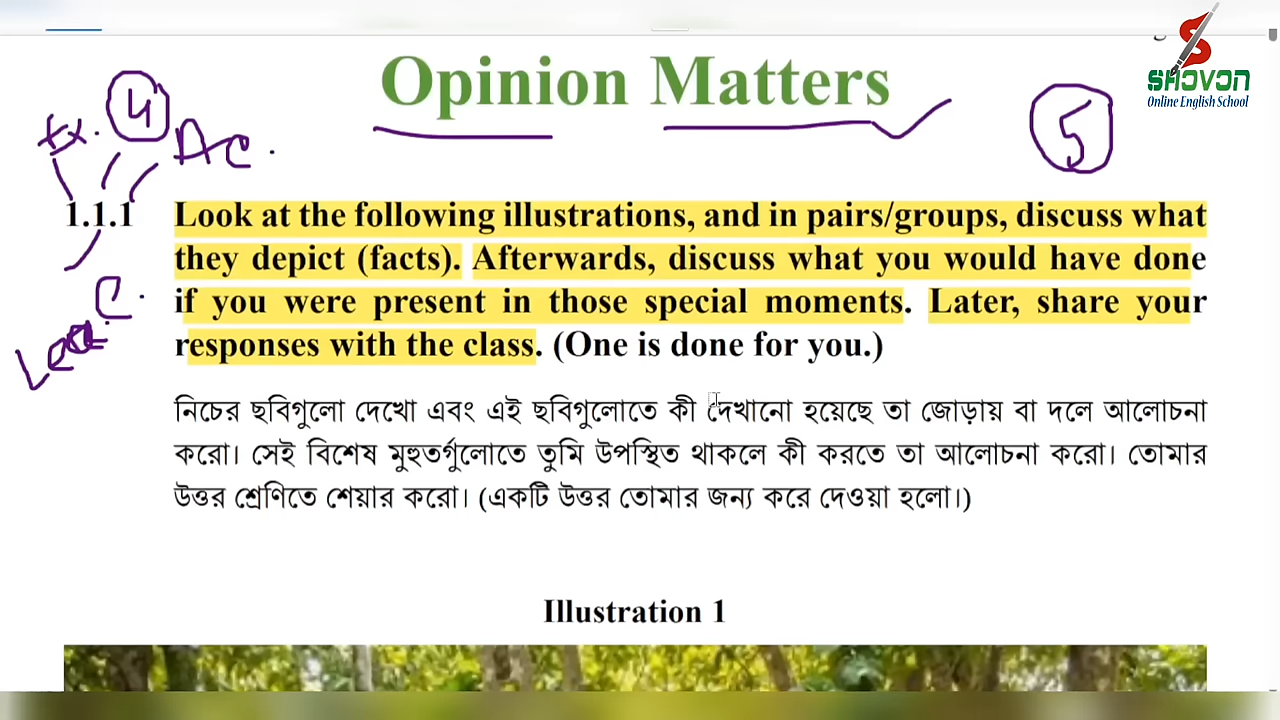 Opinion Matters
SHOVON
Online English School
Ex. 4 AC.
5
1.1.1 Look at the following illustrations, and in pairs/groups, discuss what
they depict (facts). Afterwards, discuss what you would have done
if you were present in those special moments. Later, share your
responses with the class. (One is done for you.)
C.
নিচের ছবিগুলো দেখো এবং এই ছবিগুলোতে কী দেখানো হয়েছে তা জোড়ায় বা দলে আলোচনা
করো। সেই বিশেষ মুহুতর্গুলোতে তুমি উপস্থিত থাকলে কী করতে তা আলোচনা করো। তোমার
উত্তর শ্রেণিতে শেয়ার করো। (একটি উত্তর তোমার জন্য করে দেওয়া হলো।)
Illustration 1